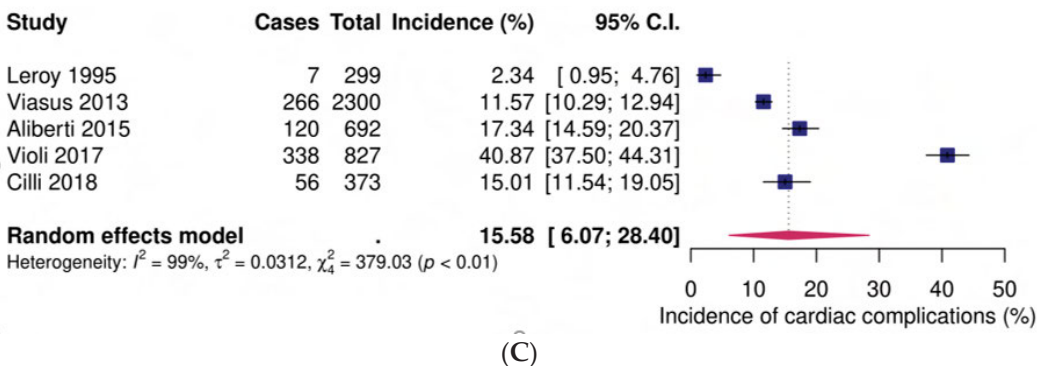 Study Cases Total Incidence (%) 95% C.I.
Leroy 1995 7 299 2.34 [ 0.95; 4.76]
Viasus 2013 266 2300 11.57 [10.29; 12.94]
Aliberti 2015 120 692 17.34 [14.59; 20.37]
Violi 2017 338 827 40.87 [37.50; 44.31]
Cilli 2018 56 373 15.01 [11.54; 19.05]
Random effects model . 15.58 [ 6.07; 28.40]
Heterogeneity: I² = 99%, τ² = 0.0312, χ²₄ = 379.03 (p < 0.01)
0 10 20 30 40 50
Incidence of cardiac complications (%)
(C)